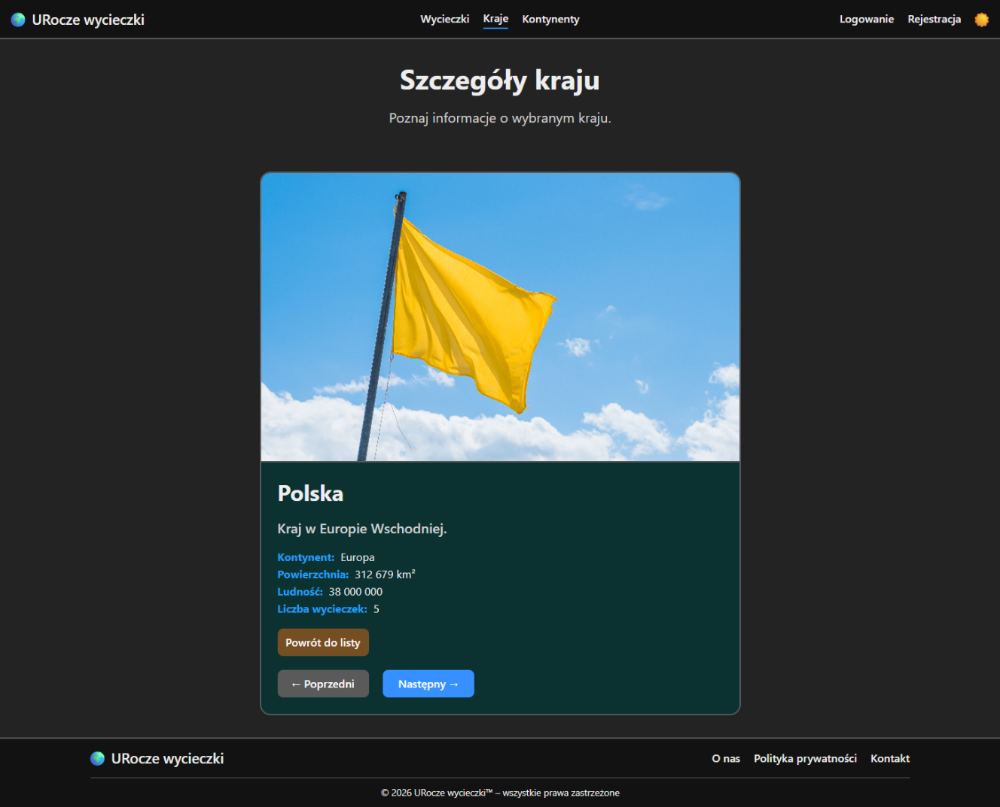 URocze wycieczki
Wycieczki Kraje Kontynenty
Logowanie Rejestracja
Szczegóły kraju
Poznaj informacje o wybranym kraju.
Polska
Kraj w Europie Wschodniej.
Kontynent: Europa
Powierzchnia: 312 679 km²
Ludność: 38 000 000
Liczba wycieczek: 5
Powrót do listy
← Poprzedni Następny →
URocze wycieczki
O nas Polityka prywatności Kontakt
© 2026 URocze wycieczki™ – wszystkie prawa zastrzeżone